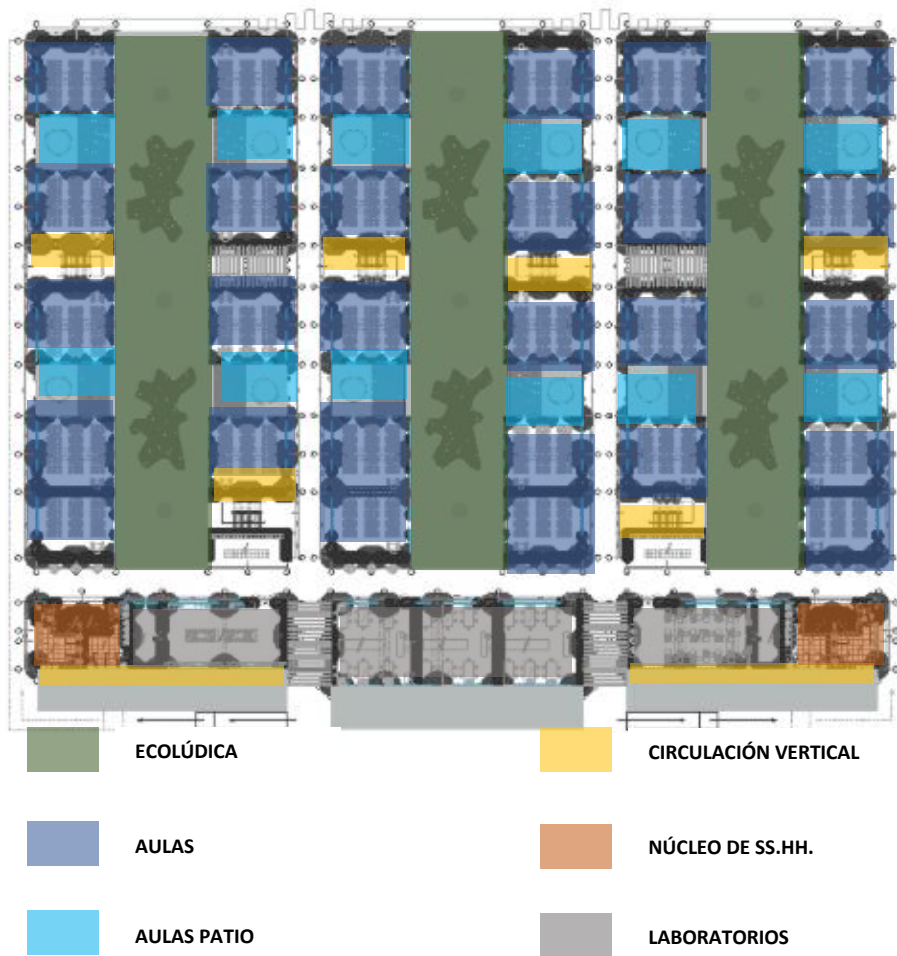 ECOLÚDICA
CIRCULACIÓN VERTICAL
AULAS
NÚCLEO DE SS.HH.
AULAS PATIO
LABORATORIOS